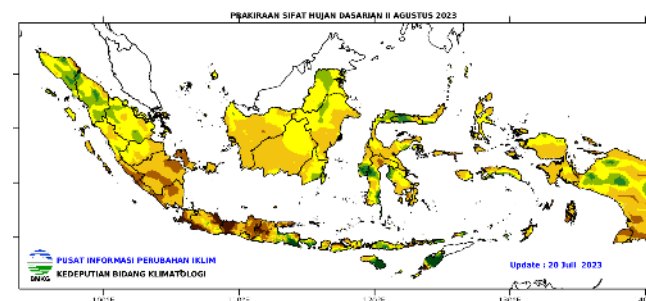 PRAKIRAAN SIFAT HUJAN DASARIAN II AGUSTUS 2023
PUSAT INFORMASI PERUBAHAN IKLIM
BMKG
KEDEPUTIAN BIDANG KLIMATOLOGI
Update : 20 Juli 2023